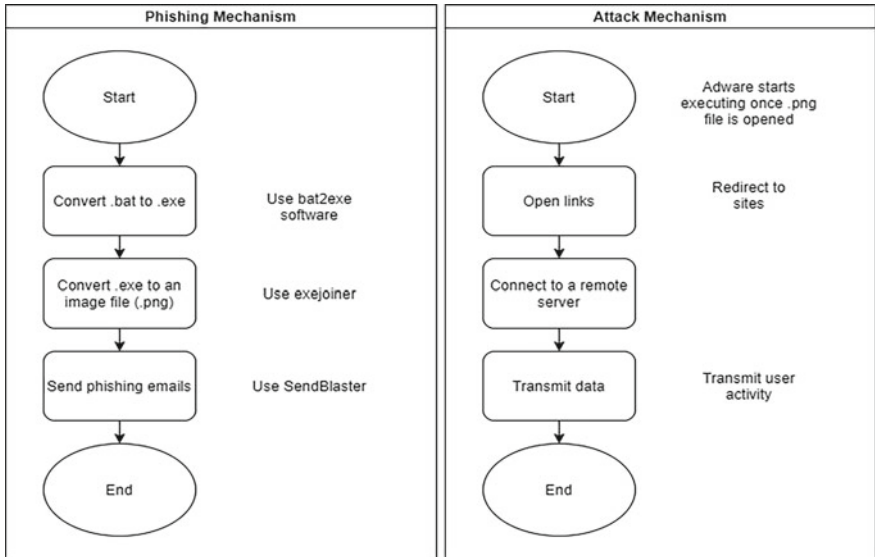 Phishing Mechanism
Start
Convert .bat to .exe
Use bat2exe
software
Convert .exe to an
image file (.png)
Use exejoiner
Send phishing emails
Use SendBlaster
End
Attack Mechanism
Start
Adware starts
executing once .png
file is opened
Open links
Redirect to
sites
Connect to a remote
server
Transmit data
Transmit user
activity
End